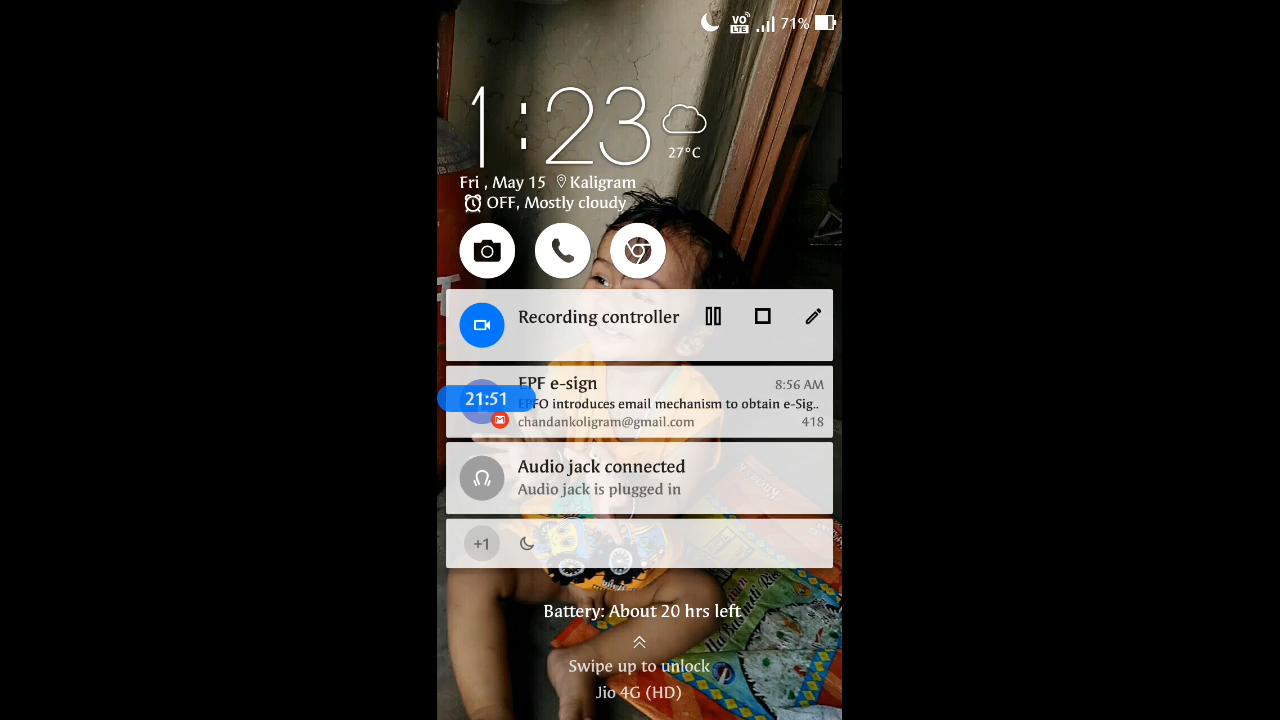 VO LTE 71%
1:23
27°C
Fri , May 15 Kaligram
OFF, Mostly cloudy
Recording controller
EPF e-sign 8:56 AM
21:51
EPFO introduces email mechanism to obtain e-Sig..
chandankoligram@gmail.com 418
Audio jack connected
Audio jack is plugged in
+1
Battery: About 20 hrs left
Swipe up to unlock
Jio 4G (HD)